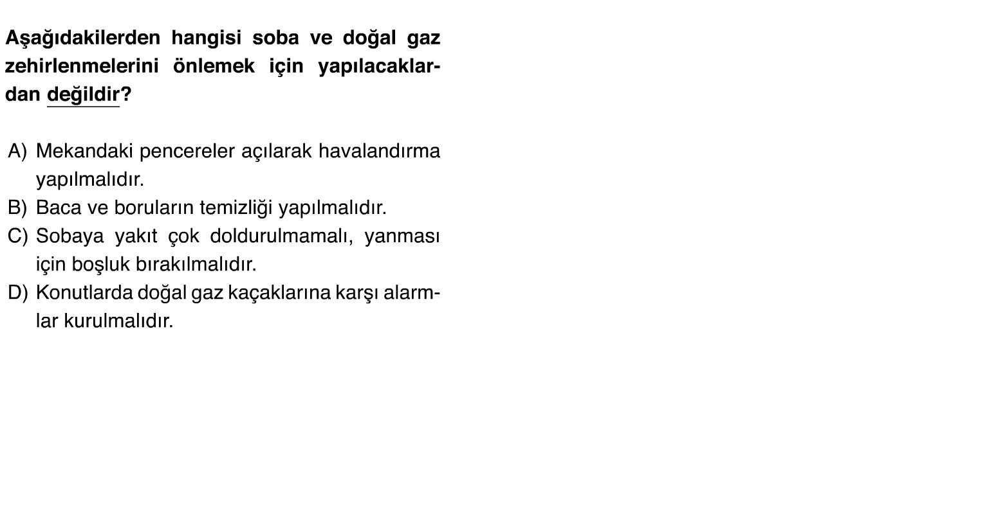 Aşağıdakilerden hangisi soba ve doğal gaz
zehirlenmelerini önlemek için yapılacaklar-
dan değildir?
A) Mekandaki pencereler açılarak havalandırma
yapılmalıdır.
B) Baca ve boruların temizliği yapılmalıdır.
C) Sobaya yakıt çok doldurulmamalı, yanması
için boşluk bırakılmalıdır.
D) Konutlarda doğal gaz kaçaklarına karşı alarm-
lar kurulmalıdır.